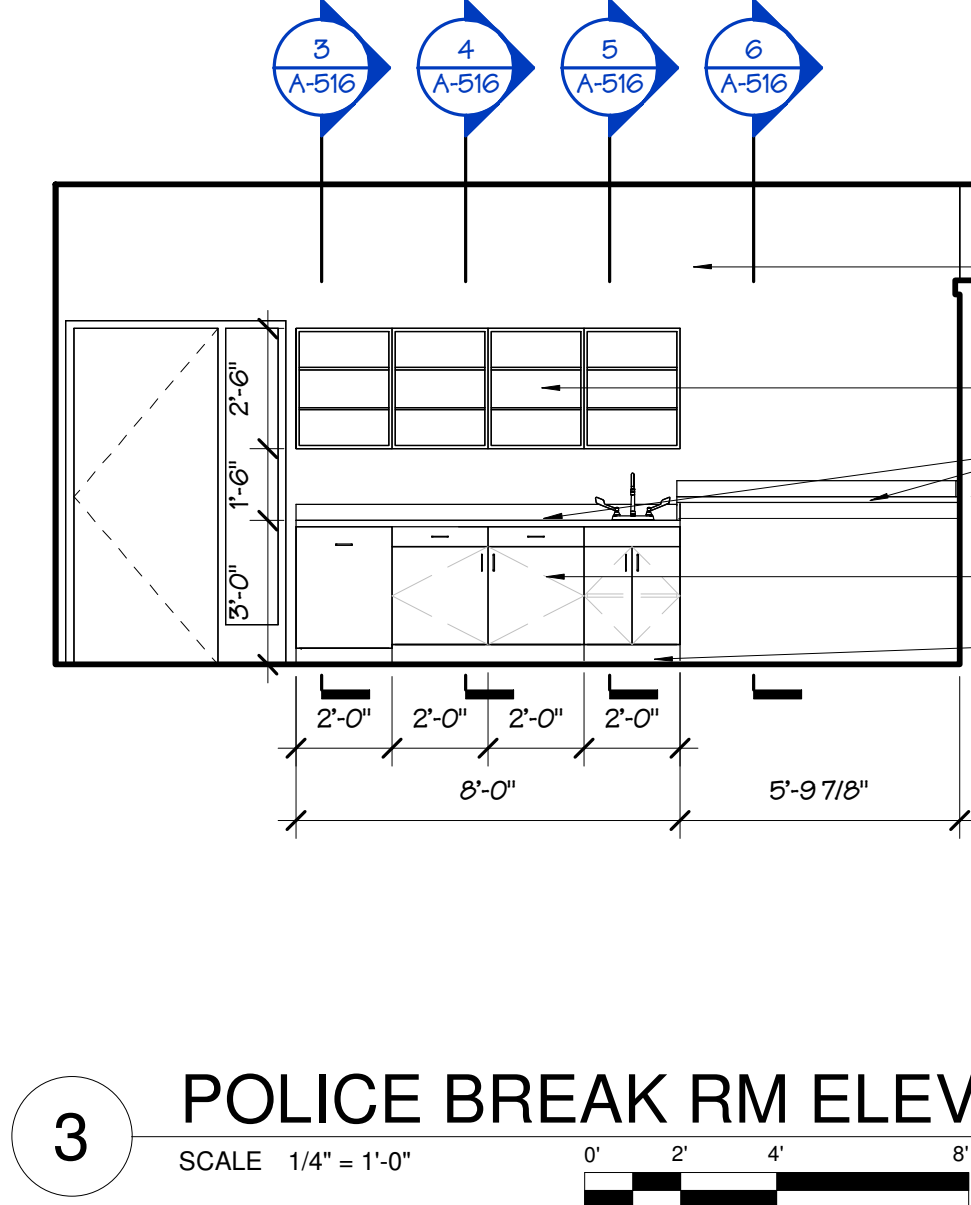 3 4 5 6
A-516 A-516 A-516 A-516
2'-6"
1'-6"
3'-0"
2'-0" 2'-0" 2'-0" 2'-0"
8'-0" 5'-9 7/8"
3
POLICE BREAK RM ELEV
SCALE 1/4" = 1'-0"
0' 2' 4' 8'